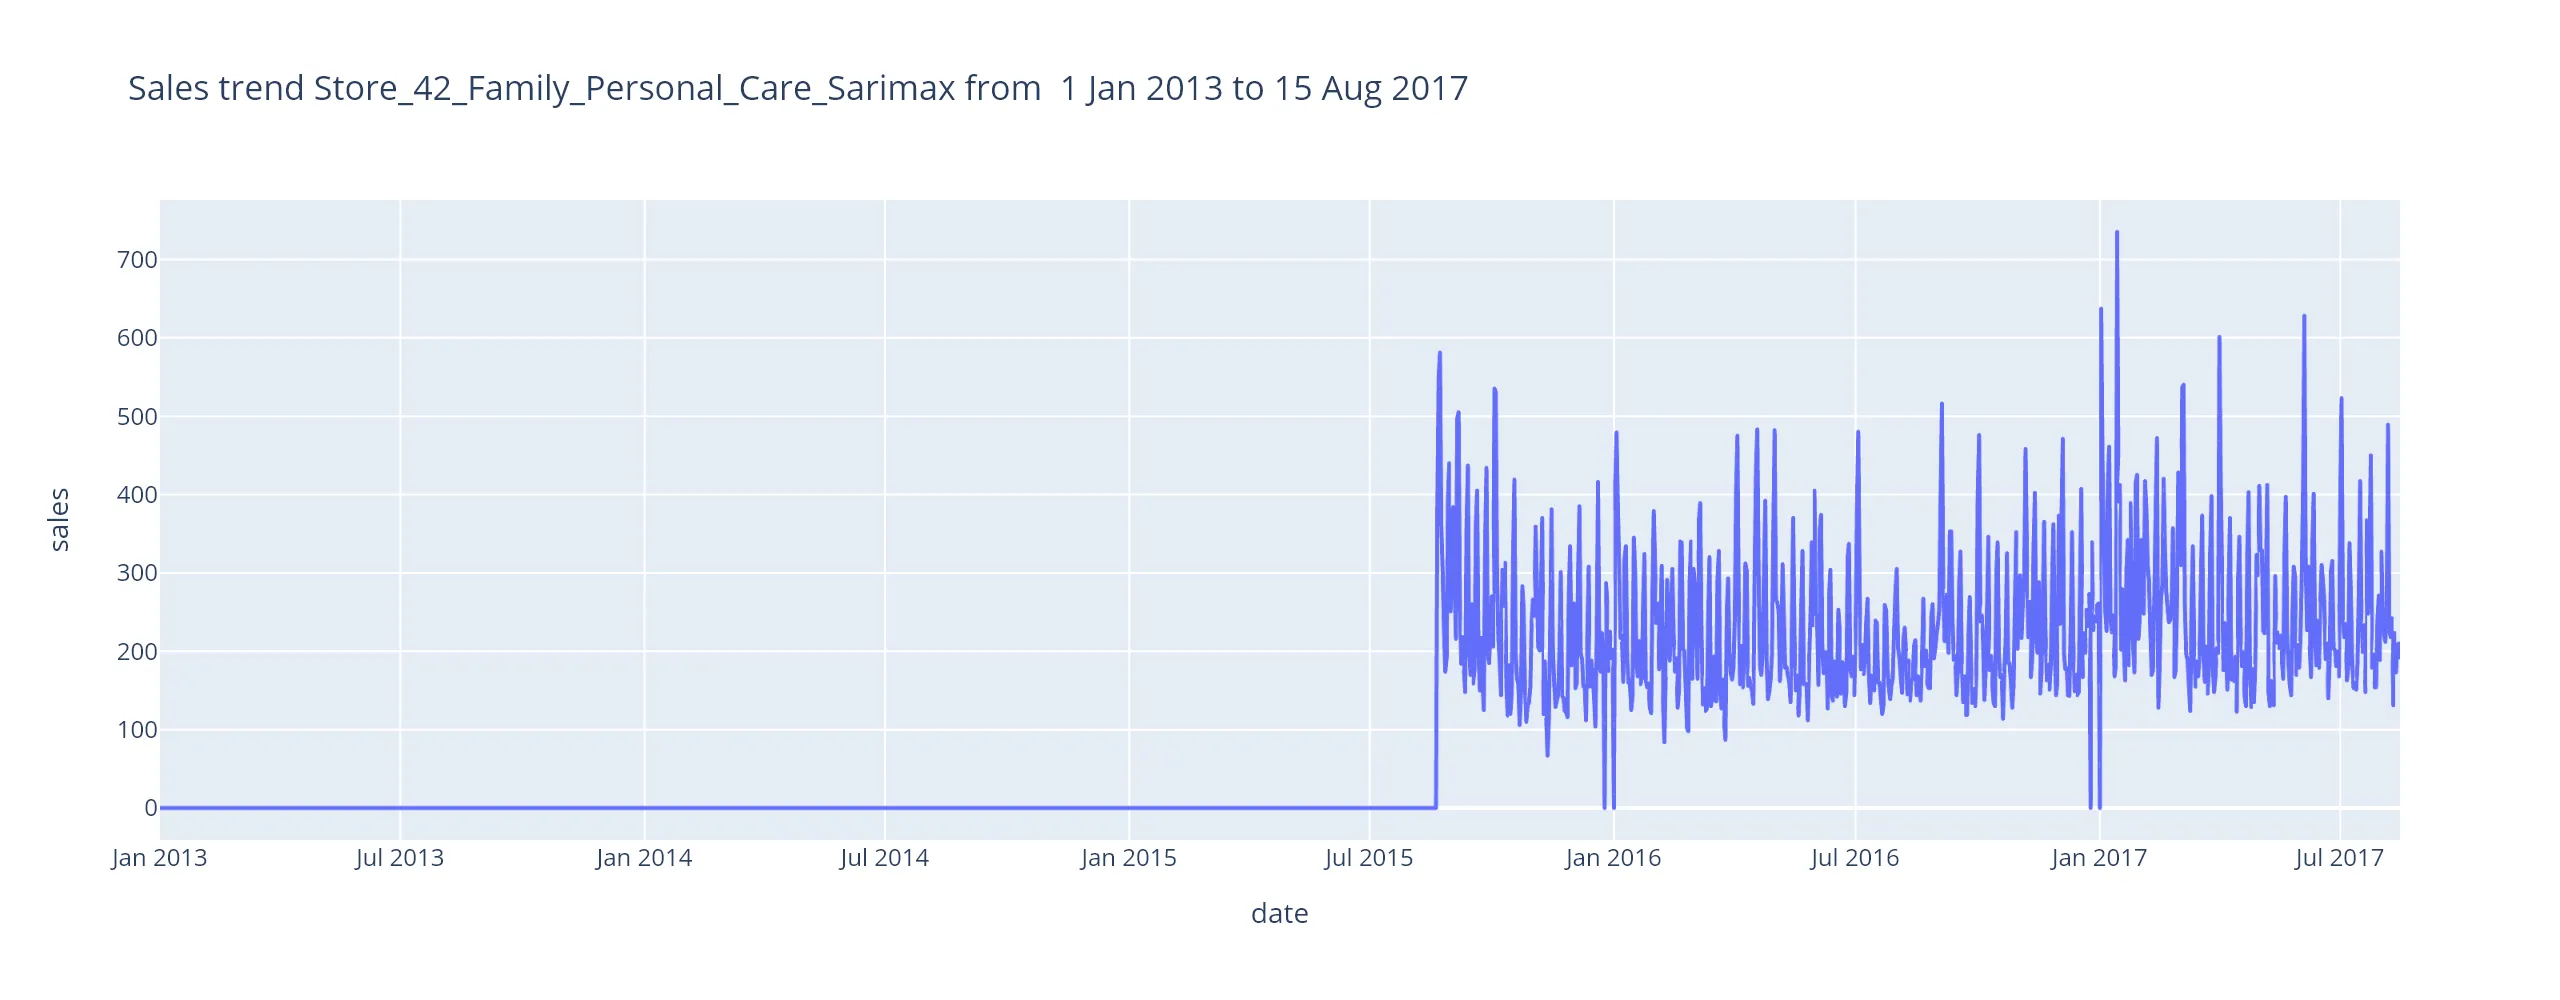 Sales trend Store_42_Family_Personal_Care_Sarimax from  1 Jan 2013 to 15 Aug 2017
700
600
500
400
300
200
100
0
sales
Jan 2013 Jul 2013 Jan 2014 Jul 2014 Jan 2015 Jul 2015 Jan 2016 Jul 2016 Jan 2017 Jul 2017
date